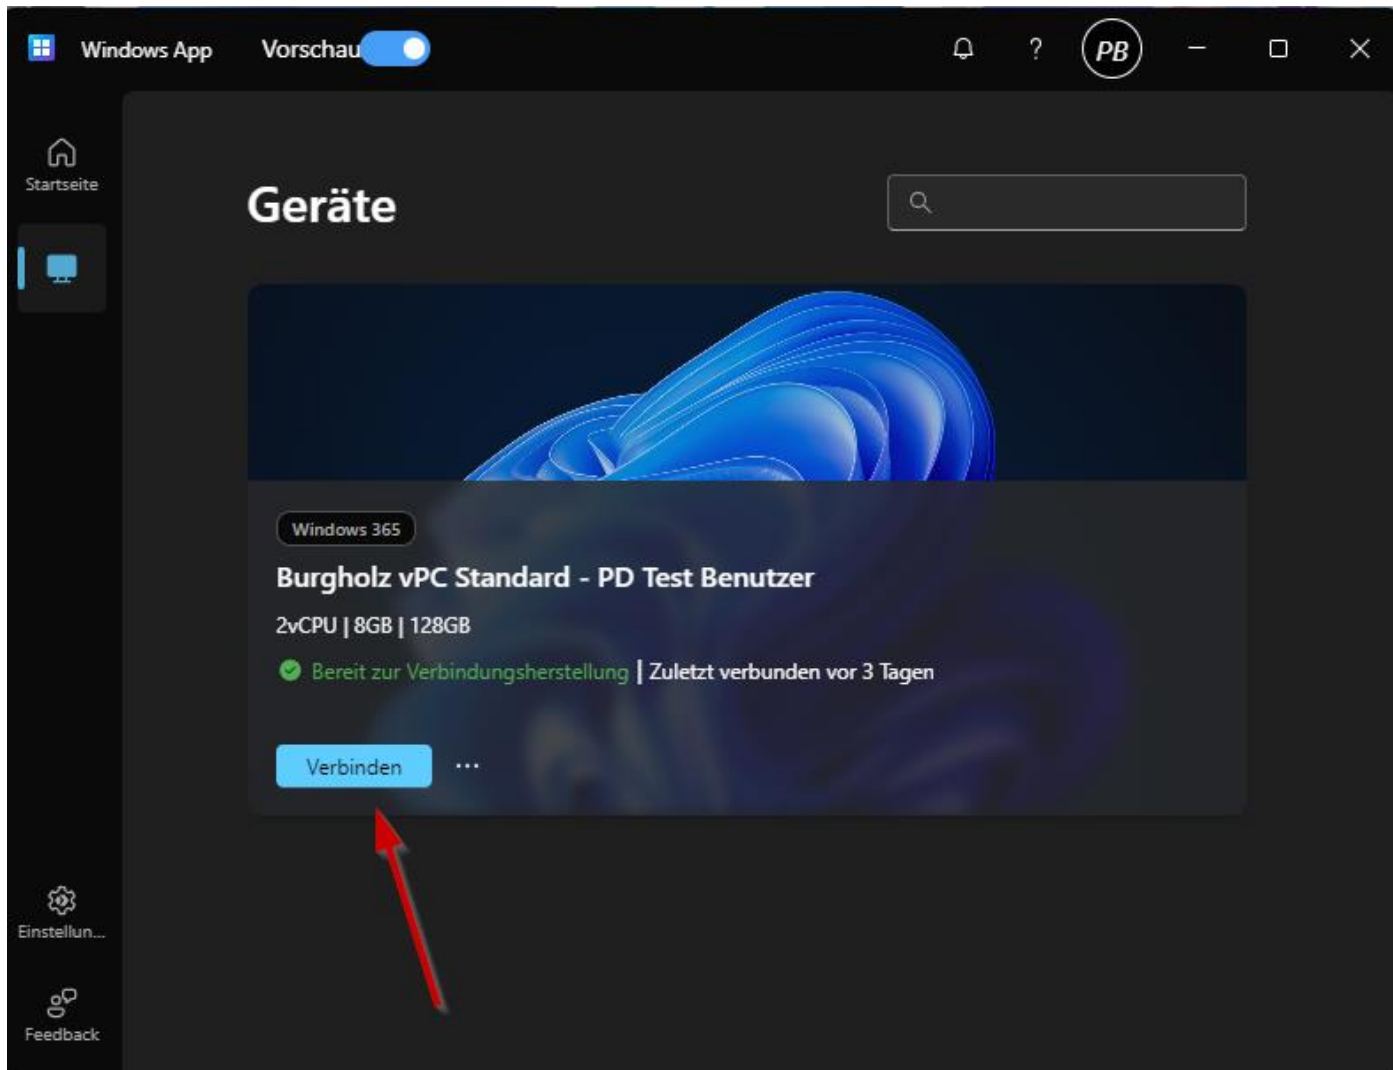 Windows App
Vorschau
?
PB
Startseite
Geräte
Windows 365
Burgholz vPC Standard - PD Test Benutzer
2vCPU | 8GB | 128GB
Bereit zur Verbindungsherstellung | Zuletzt verbunden vor 3 Tagen
Verbinden
...
Einstellun...
Feedback